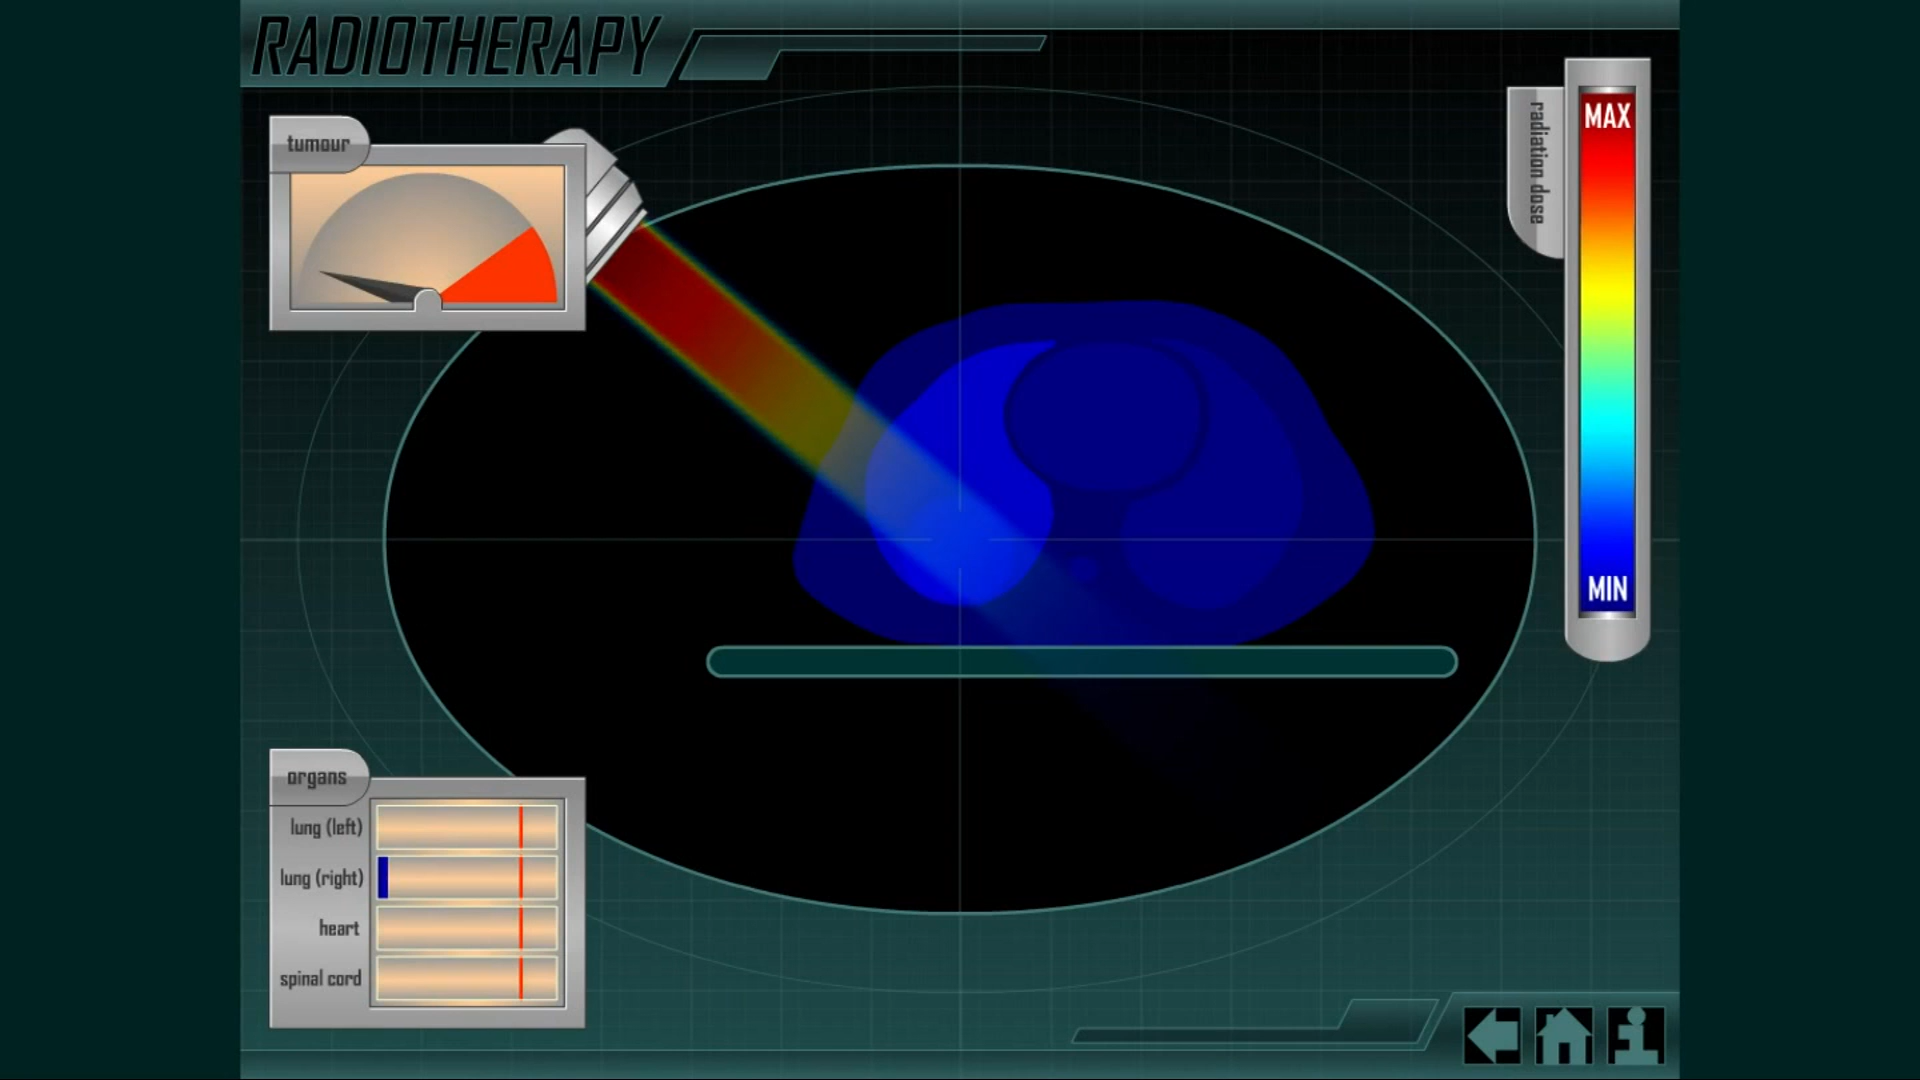 RADIOTHERAPY
tumour
radiation dose
MAX
MIN
organs
lung (left)
lung (right)
heart
spinal cord